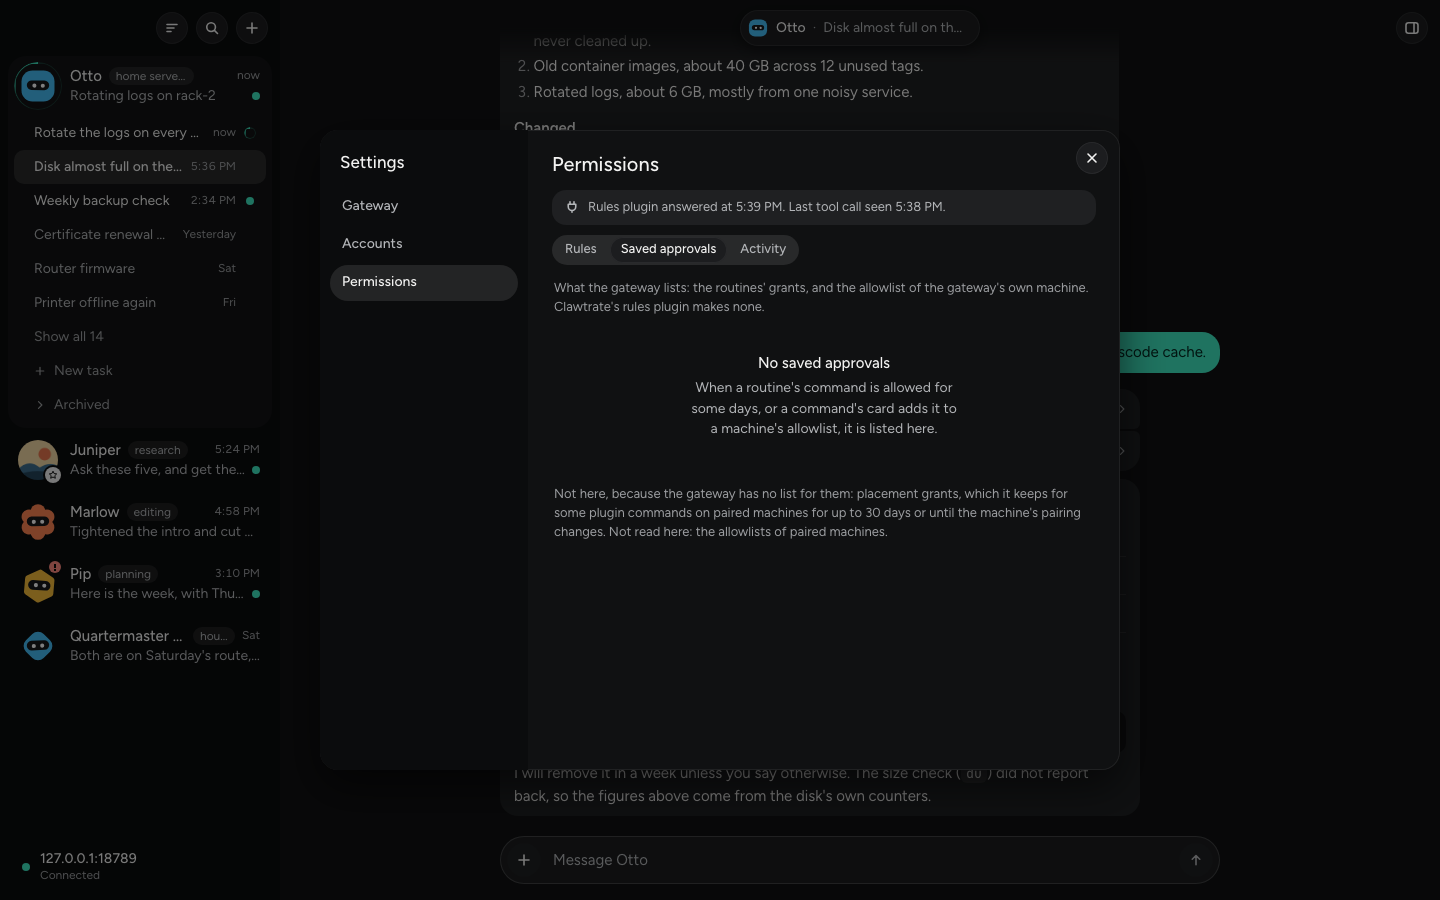 Otto · Disk almost full on th...
Otto home serve... now
Rotating logs on rack-2
Rotate the logs on every ... now
Disk almost full on the... 5:36 PM
Weekly backup check 2:34 PM
Certificate renewal ... Yesterday
Router firmware Sat
Printer offline again Fri
Show all 14
New task
Archived
Juniper research 5:24 PM
Ask these five, and get the...
Marlow editing 4:58 PM
Tightened the intro and cut ...
Pip planning 3:10 PM
Here is the week, with Thu...
Quartermaster ... hou... Sat
Both are on Saturday's route,...
127.0.0.1:18789
Connected
never cleaned up.
2. Old container images, about 40 GB across 12 unused tags.
3. Rotated logs, about 6 GB, mostly from one noisy service.
Changed
Settings
Gateway
Accounts
Permissions
Permissions
Rules plugin answered at 5:39 PM. Last tool call seen 5:38 PM.
Rules Saved approvals Activity
What the gateway lists: the routines' grants, and the allowlist of the gateway's own machine.
Clawtrate's rules plugin makes none.
No saved approvals
When a routine's command is allowed for
some days, or a command's card adds it to
a machine's allowlist, it is listed here.
Not here, because the gateway has no list for them: placement grants, which it keeps for
some plugin commands on paired machines for up to 30 days or until the machine's pairing
changes. Not read here: the allowlists of paired machines.
scode cache.
I will remove it in a week unless you say otherwise. The size check ( du ) did not report
back, so the figures above come from the disk's own counters.
Message Otto